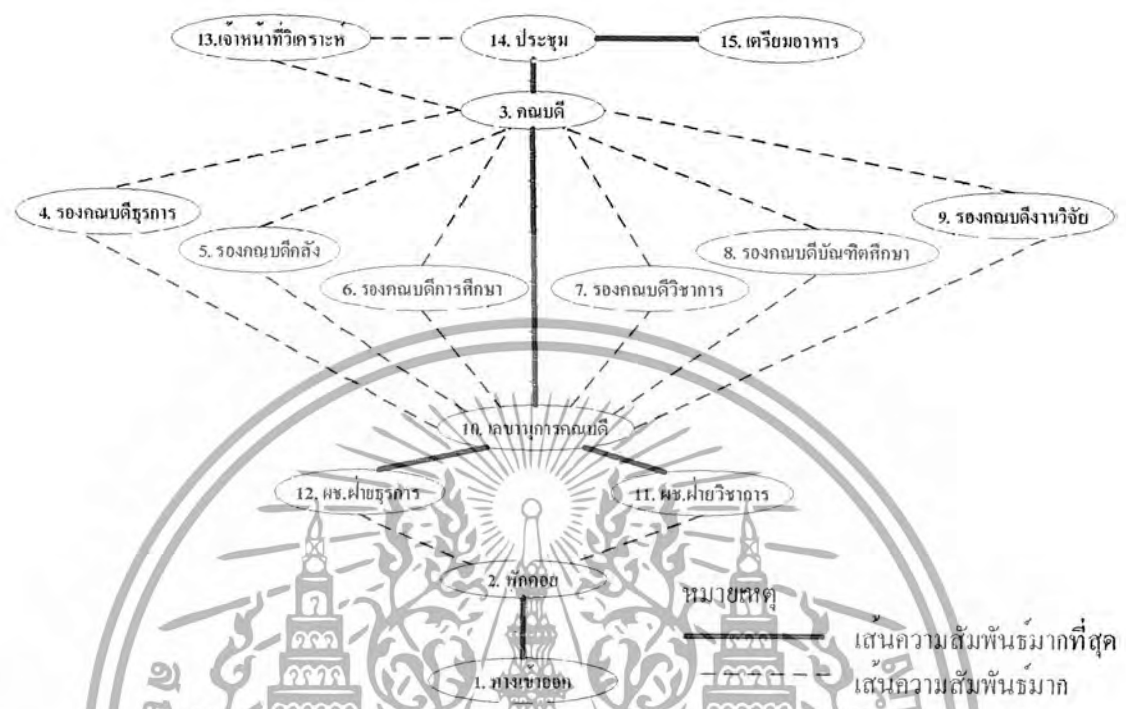 13.เจ้าหน้าที่วิเคราะห์
14. ประชุม
15. เตรียมอาหาร
3. คณบดี
4. รองคณบดีธุรการ
9. รองคณบดีงานวิจัย
5. รองคณบดีคลัง
8. รองคณบดีบัณฑิตศึกษา
6. รองคณบดีการศึกษา
7. รองคณบดีวิชาการ
10. เลขานุการคณบดี
12. ผช.ฝ่ายธุรการ
11. ผช.ฝ่ายวิชาการ
2. พักคอย
1. ทางเข้าออก
หมายเหตุ
เส้นความสัมพันธ์มากที่สุด
เส้นความสัมพันธ์มาก